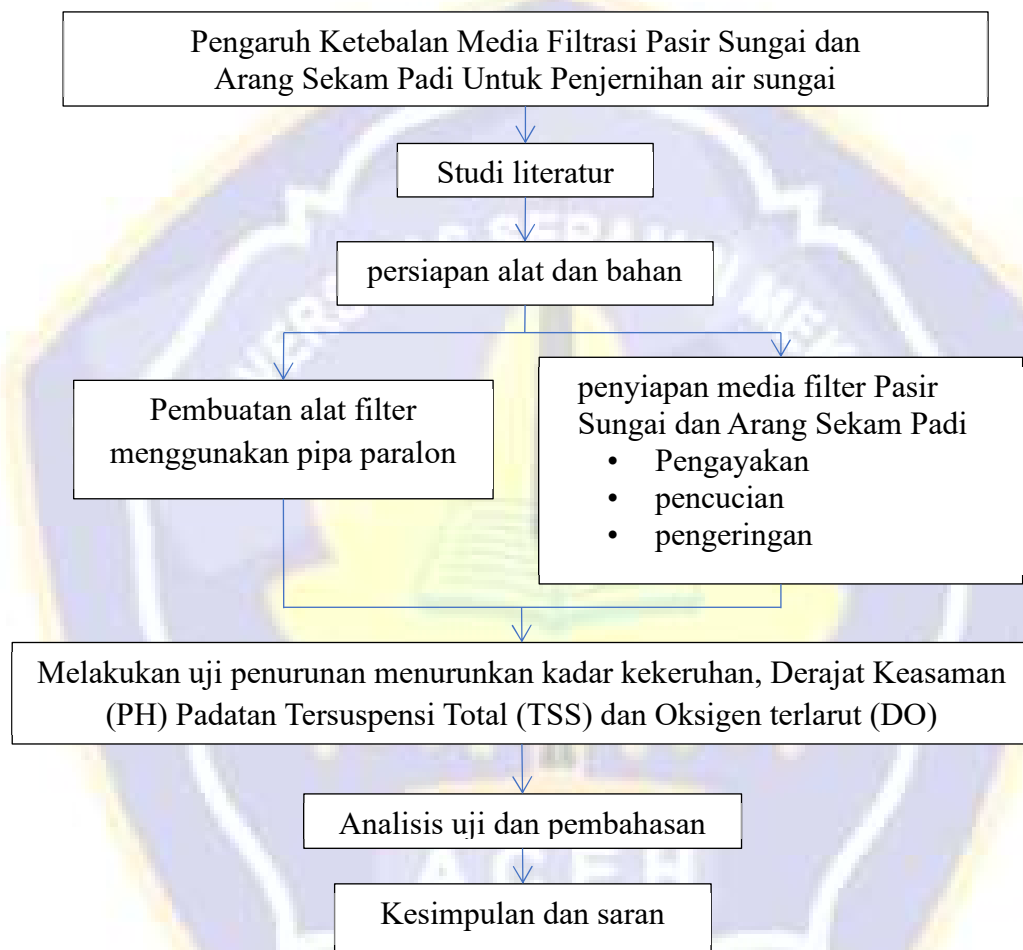 Pengaruh Ketebalan Media Filtrasi Pasir Sungai dan
Arang Sekam Padi Untuk Penjernihan air sungai
Studi literatur
persiapan alat dan bahan
Pembuatan alat filter
menggunakan pipa paralon
penyiapan media filter Pasir
Sungai dan Arang Sekam Padi
• Pengayakan
• pencucian
• pengeringan
Melakukan uji penurunan menurunkan kadar kekeruhan, Derajat Keasaman
(PH) Padatan Tersuspensi Total (TSS) dan Oksigen terlarut (DO)
Analisis uji dan pembahasan
ACEH
Kesimpulan dan saran